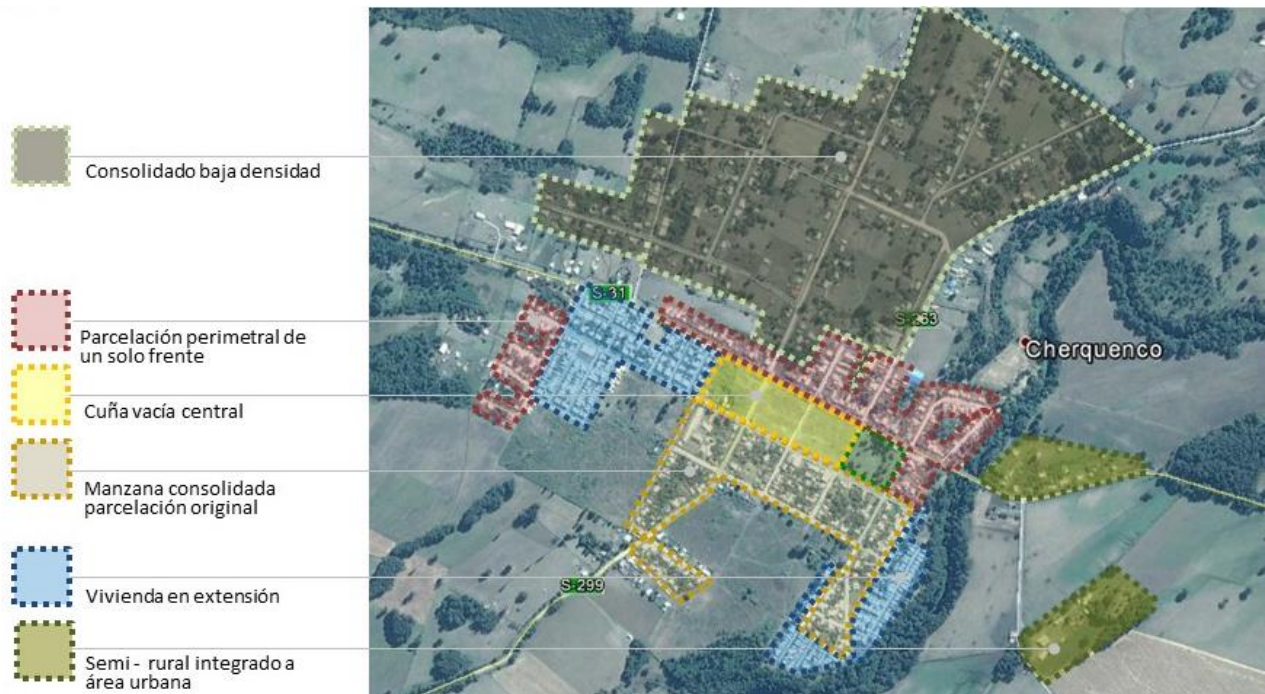 Consolidado baja densidad
S-31
Parcelación perimetral de
un solo frente
S-263
Cherquenco
Cuña vacía central
Manzana consolidada
parcelación original
S-299
Vivienda en extensión
Semi - rural integrado a
área urbana